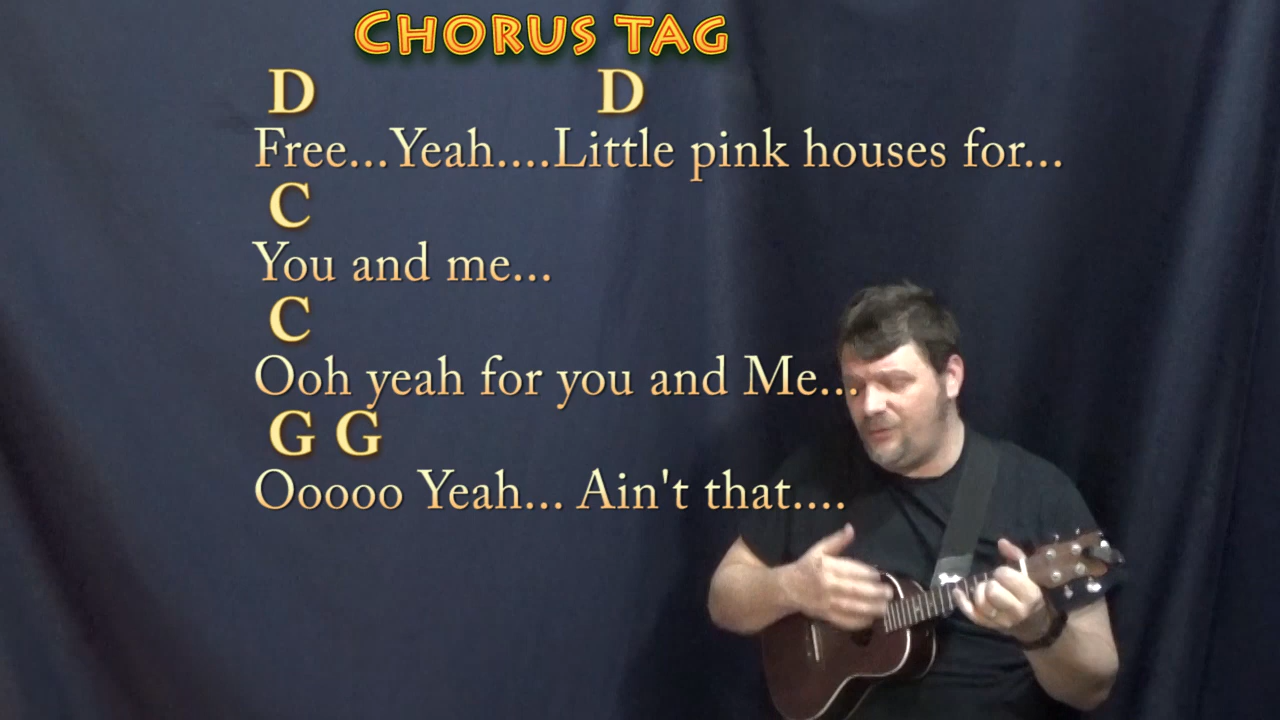 CHORUS TAG
D D
Free...Yeah....Little pink houses for...
C
You and me...
C
Ooh yeah for you and Me...
G G
Ooooo Yeah... Ain't that....